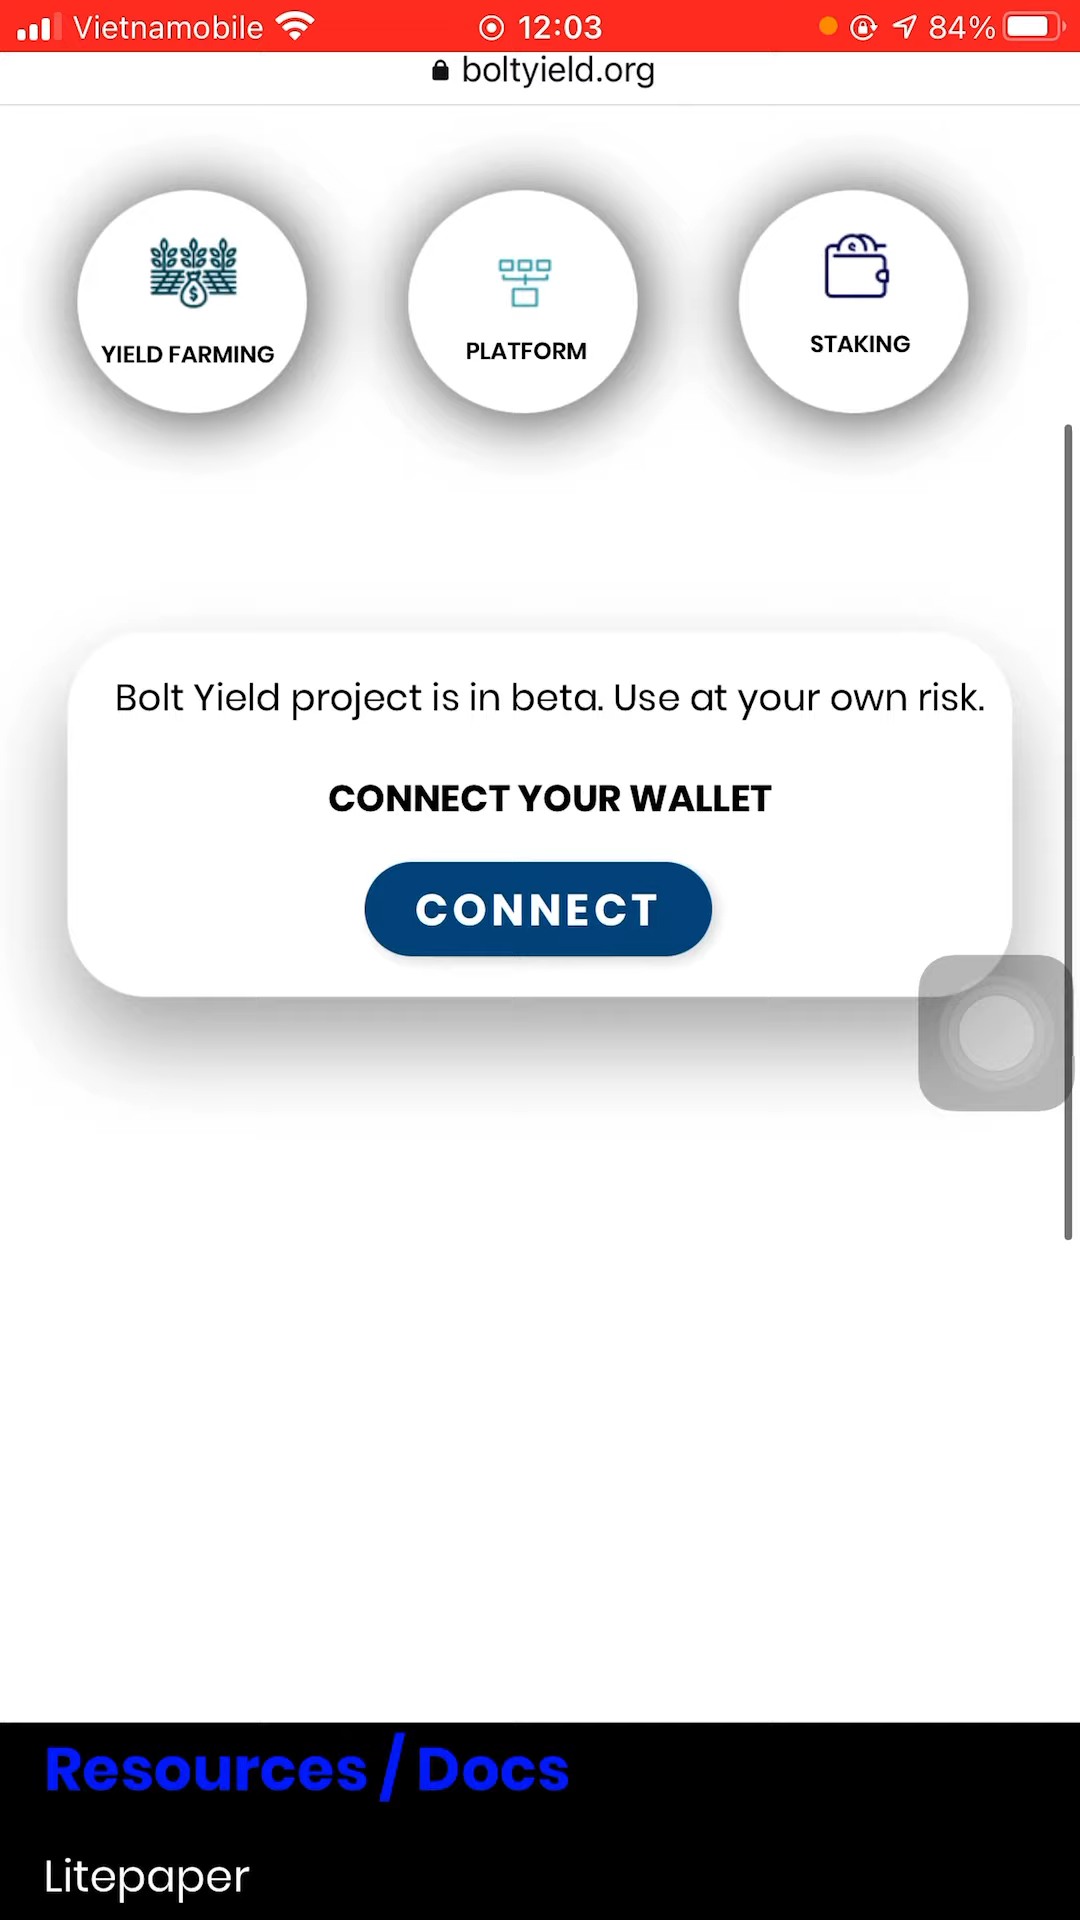 Vietnamobile 12:03 84%
boltyield.org
YIELD FARMING PLATFORM STAKING
Bolt Yield project is in beta. Use at your own risk.
CONNECT YOUR WALLET
CONNECT
Resources / Docs
Litepaper